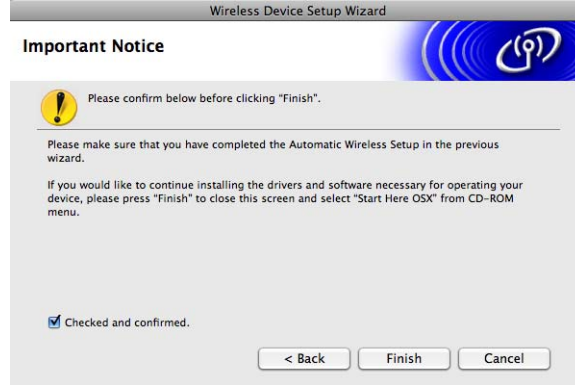 Wireless Device Setup Wizard
Important Notice
Please confirm below before clicking "Finish".
Please make sure that you have completed the Automatic Wireless Setup in the previous
wizard.
If you would like to continue installing the drivers and software necessary for operating your
device, please press "Finish" to close this screen and select "Start Here OSX" from CD-ROM
menu.
Checked and confirmed.
< Back
Finish
Cancel